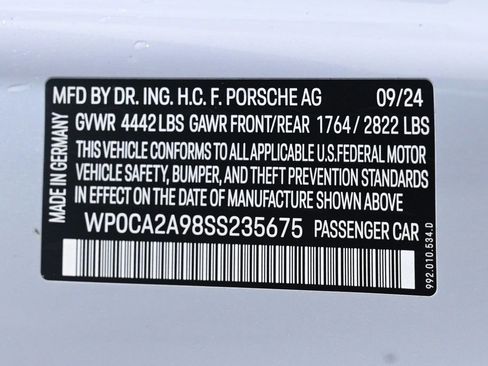 MFD BY DR. ING. H.C. F. PORSCHE AG 09/24
GVWR 4442 LBS GAWR FRONT/REAR 1764 / 2822 LBS
THIS VEHICLE CONFORMS TO ALL APPLICABLE U.S.FEDERAL MOTOR
VEHICLE SAFETY, BUMPER, AND THEFT PREVENTION STANDARDS
IN EFFECT ON THE DATE OF MANUFACTURE SHOWN ABOVE
WP0CA2A98SS235675 PASSENGER CAR
MADE IN GERMANY
992.010.534.D